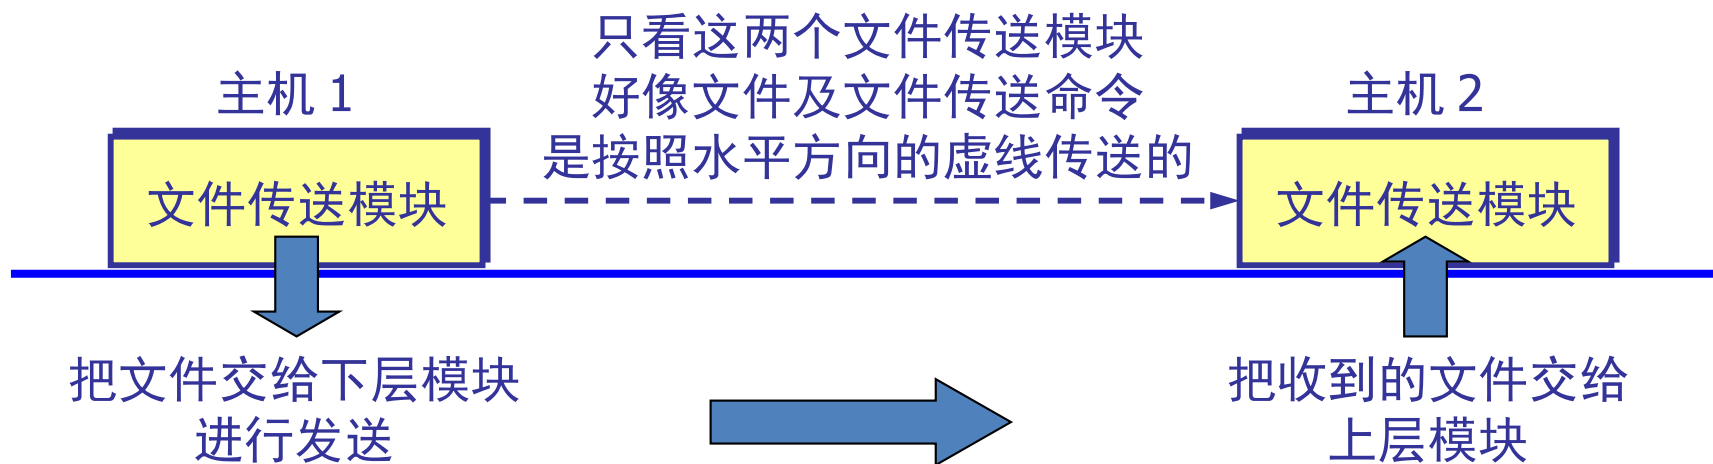 只看这两个文件传送模块
主机 1
好像文件及文件传送命令
主机 2
是按照水平方向的虚线传送的
文件传送模块
文件传送模块
把文件交给下层模块
进行发送
把收到的文件交给
上层模块